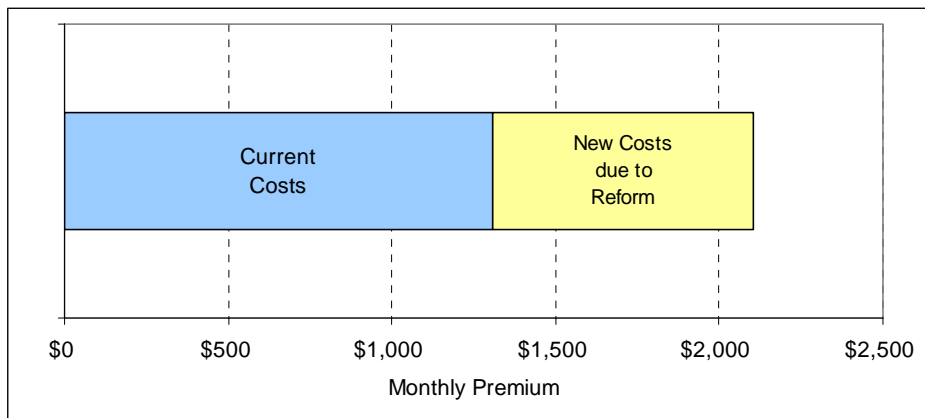 Current
Costs
New Costs
due to
Reform
$0 $500 $1,000 $1,500 $2,000 $2,500
Monthly Premium